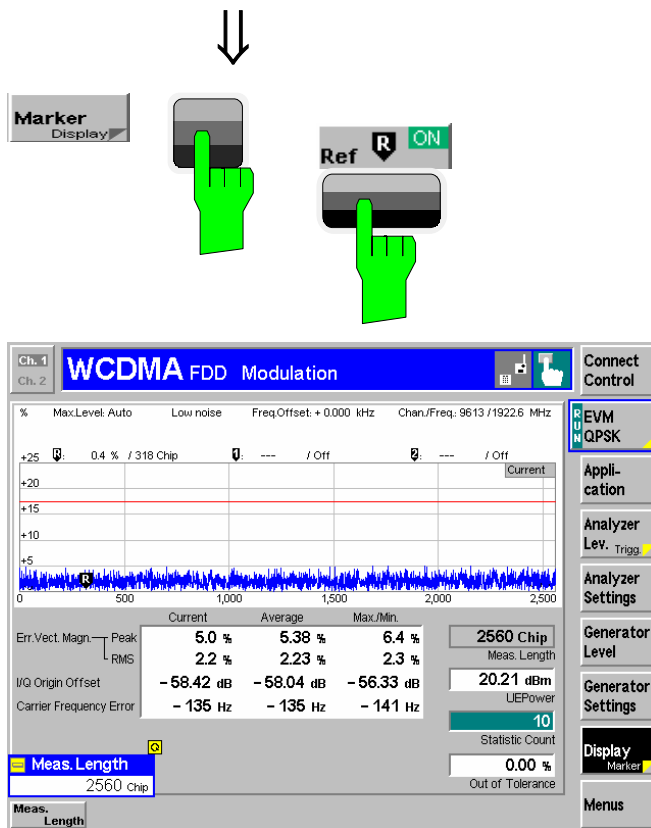 Marker
Display
Ref R ON
Ch. 1
Ch. 2
WCDMA FDD Modulation
Connect
Control
% Max.Level: Auto Low noise Freq.Offset: + 0.000 kHz Chan./Freq.: 9613 / 1922.6 MHz
RUN
EVM
QPSK
+25 R: 0.4 % / 318 Chip 1: --- / Off 2: --- / Off
Current
+20
+15
+10
+5
R
0 500 1,000 1,500 2,000 2,500
Appli-
cation
Analyzer
Lev. Trigg.
Analyzer
Settings
Current Average Max./Min.
Err.Vect. Magn. Peak 5.0 % 5.38 % 6.4 %
RMS 2.2 % 2.23 % 2.3 %
I/Q Origin Offset – 58.42 dB – 58.04 dB – 56.33 dB
Carrier Frequency Error – 135 Hz – 135 Hz – 141 Hz
2560 Chip
Meas. Length
20.21 dBm
UEPower
10
Statistic Count
0.00 %
Out of Tolerance
Generator
Level
Generator
Settings
Display
Marker
Menus
Q
Meas. Length
2560 Chip
Meas.
Length